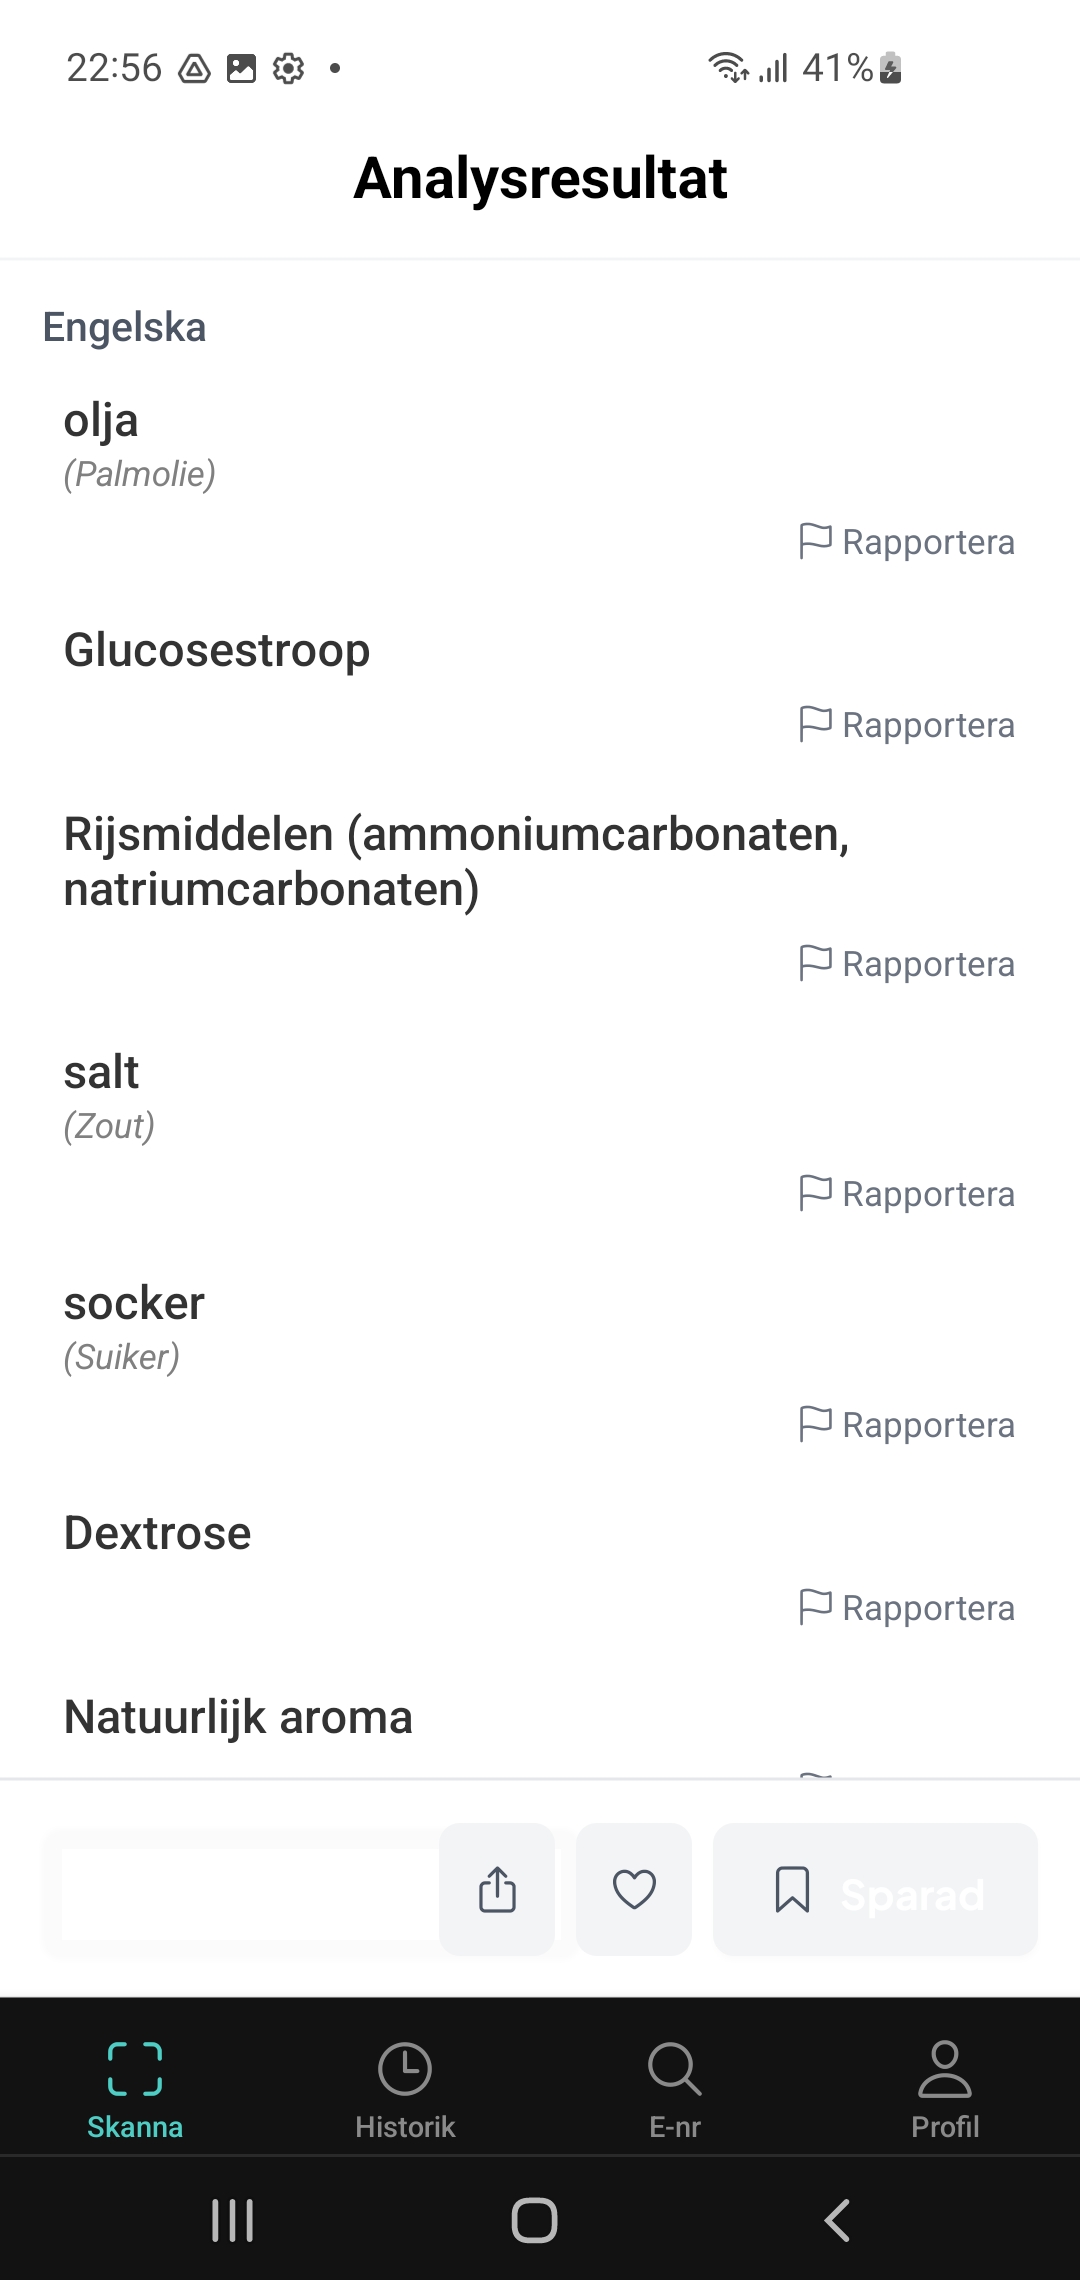 22:56
41%
Analysresultat
Engelska
olja
(Palmolie)
Rapportera
Glucosestroop
Rapportera
Rijsmiddelen (ammoniumcarbonaten,
natriumcarbonaten)
Rapportera
salt
(Zout)
Rapportera
socker
(Suiker)
Rapportera
Dextrose
Rapportera
Natuurlijk aroma
Sparad
Skanna
Historik
E-nr
Profil